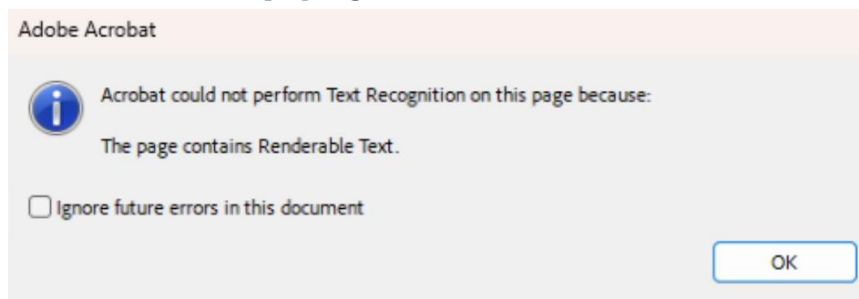 Adobe Acrobat
Acrobat could not perform Text Recognition on this page because:
The page contains Renderable Text.
Ignore future errors in this document
OK